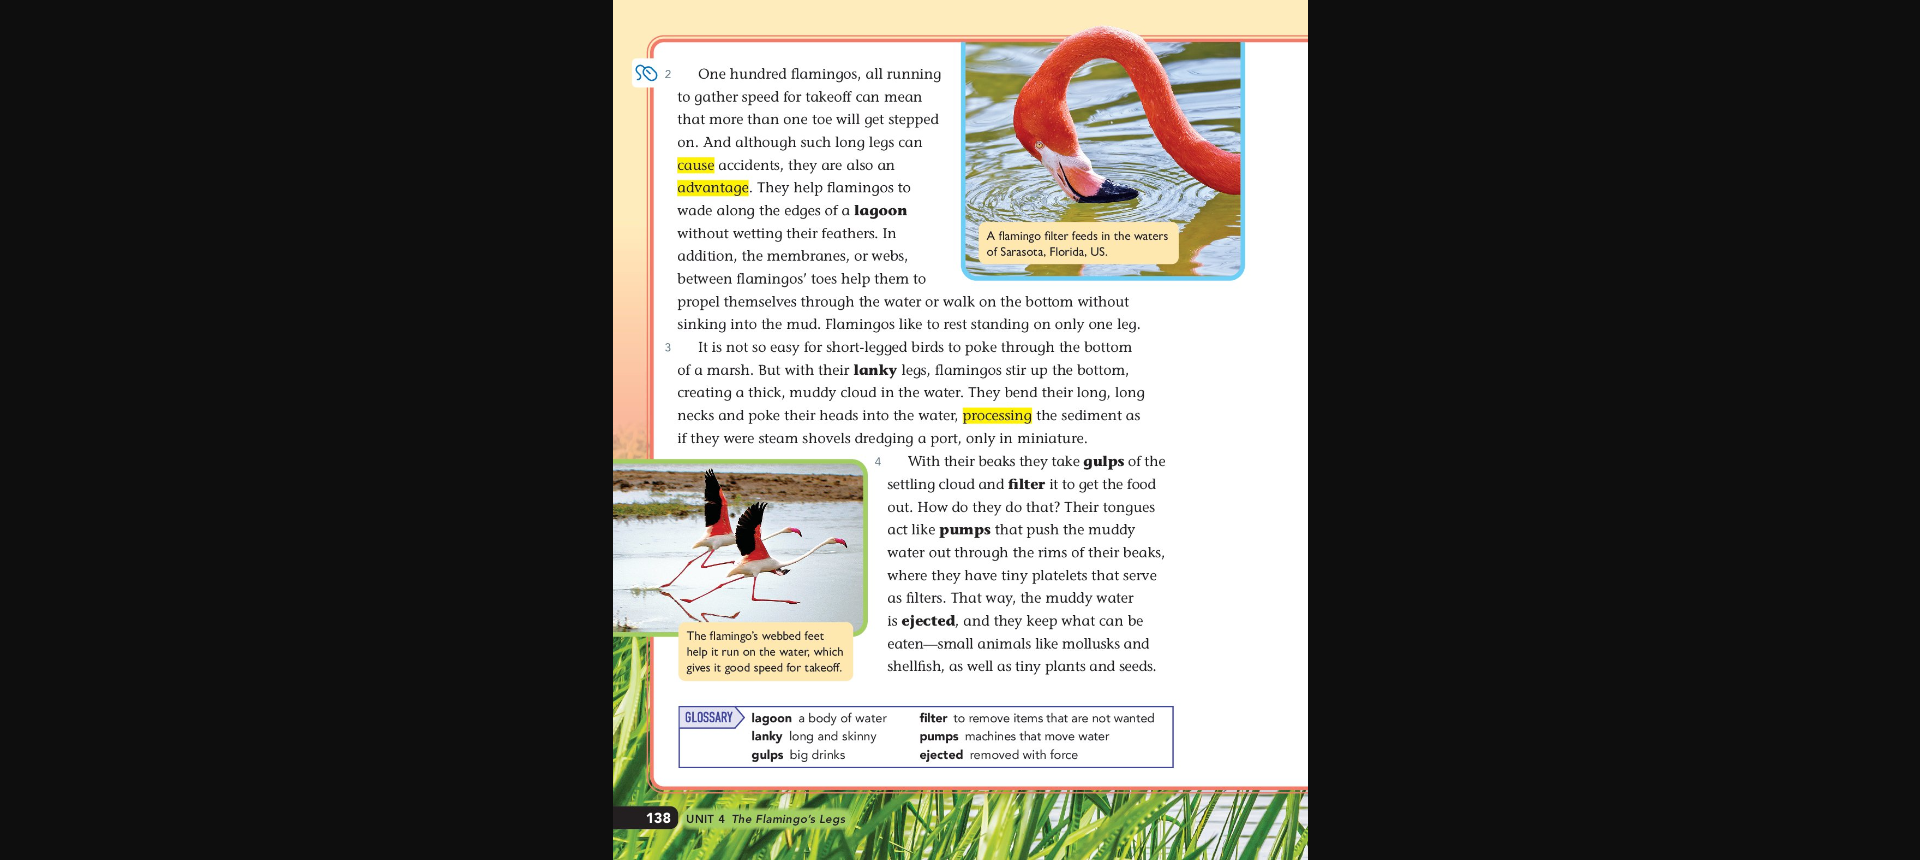 2 One hundred flamingos, all running
to gather speed for takeoff can mean
that more than one toe will get stepped
on. And although such long legs can
cause accidents, they are also an
advantage. They help flamingos to
wade along the edges of a lagoon
without wetting their feathers. In
addition, the membranes, or webs,
between flamingos’ toes help them to
propel themselves through the water or walk on the bottom without
sinking into the mud. Flamingos like to rest standing on only one leg.
A flamingo filter feeds in the waters
of Sarasota, Florida, US.
3 It is not so easy for short-legged birds to poke through the bottom
of a marsh. But with their lanky legs, flamingos stir up the bottom,
creating a thick, muddy cloud in the water. They bend their long, long
necks and poke their heads into the water, processing the sediment as
if they were steam shovels dredging a port, only in miniature.
4 With their beaks they take gulps of the
settling cloud and filter it to get the food
out. How do they do that? Their tongues
act like pumps that push the muddy
water out through the rims of their beaks,
where they have tiny platelets that serve
as filters. That way, the muddy water
is ejected, and they keep what can be
eaten—small animals like mollusks and
shellfish, as well as tiny plants and seeds.
The flamingo’s webbed feet
help it run on the water, which
gives it good speed for takeoff.
GLOSSARY
lagoon a body of water
lanky long and skinny
gulps big drinks
filter to remove items that are not wanted
pumps machines that move water
ejected removed with force
138 UNIT 4 The Flamingo’s Legs